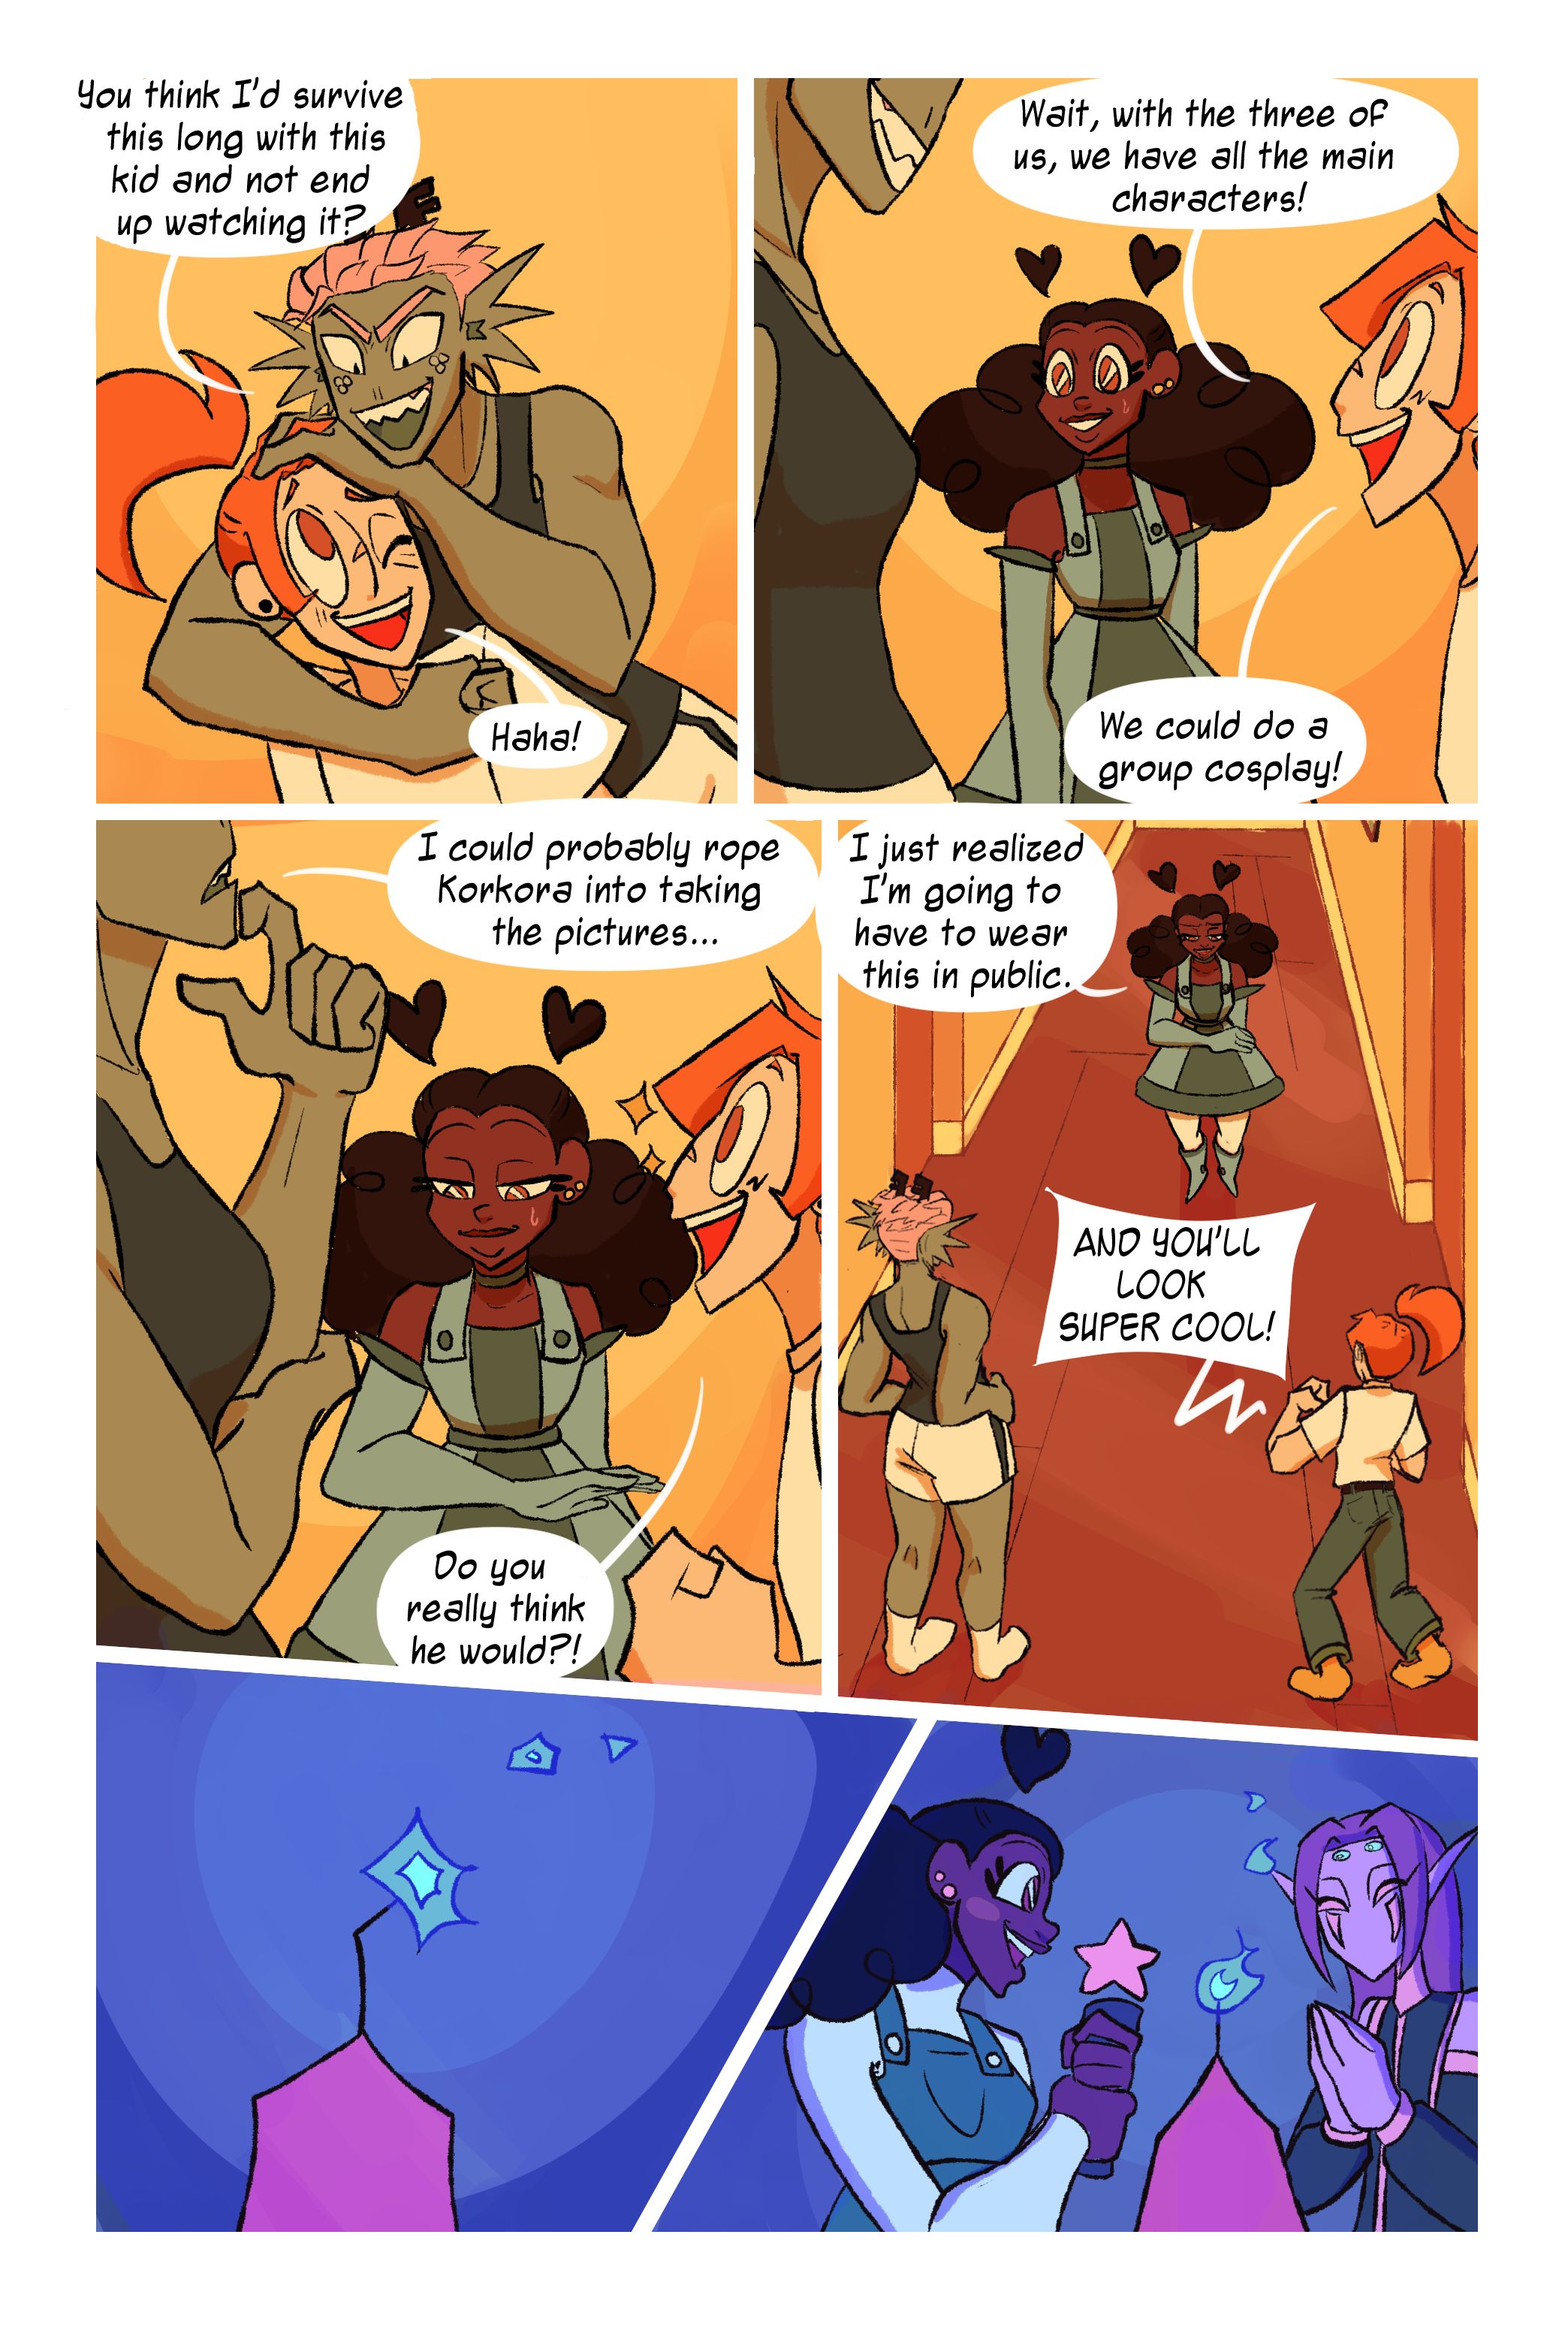 You think I'd survive
this long with this
kid and not end
up watching it?
Haha!
Wait, with the three of
us, we have all the main
characters!
We could do a
group cosplay!
I could probably rope
Korkora into taking
the pictures...
Do you
really think
he would?!
I just realized
I'm going to
have to wear
this in public.
AND YOU'LL
LOOK
SUPER COOL!